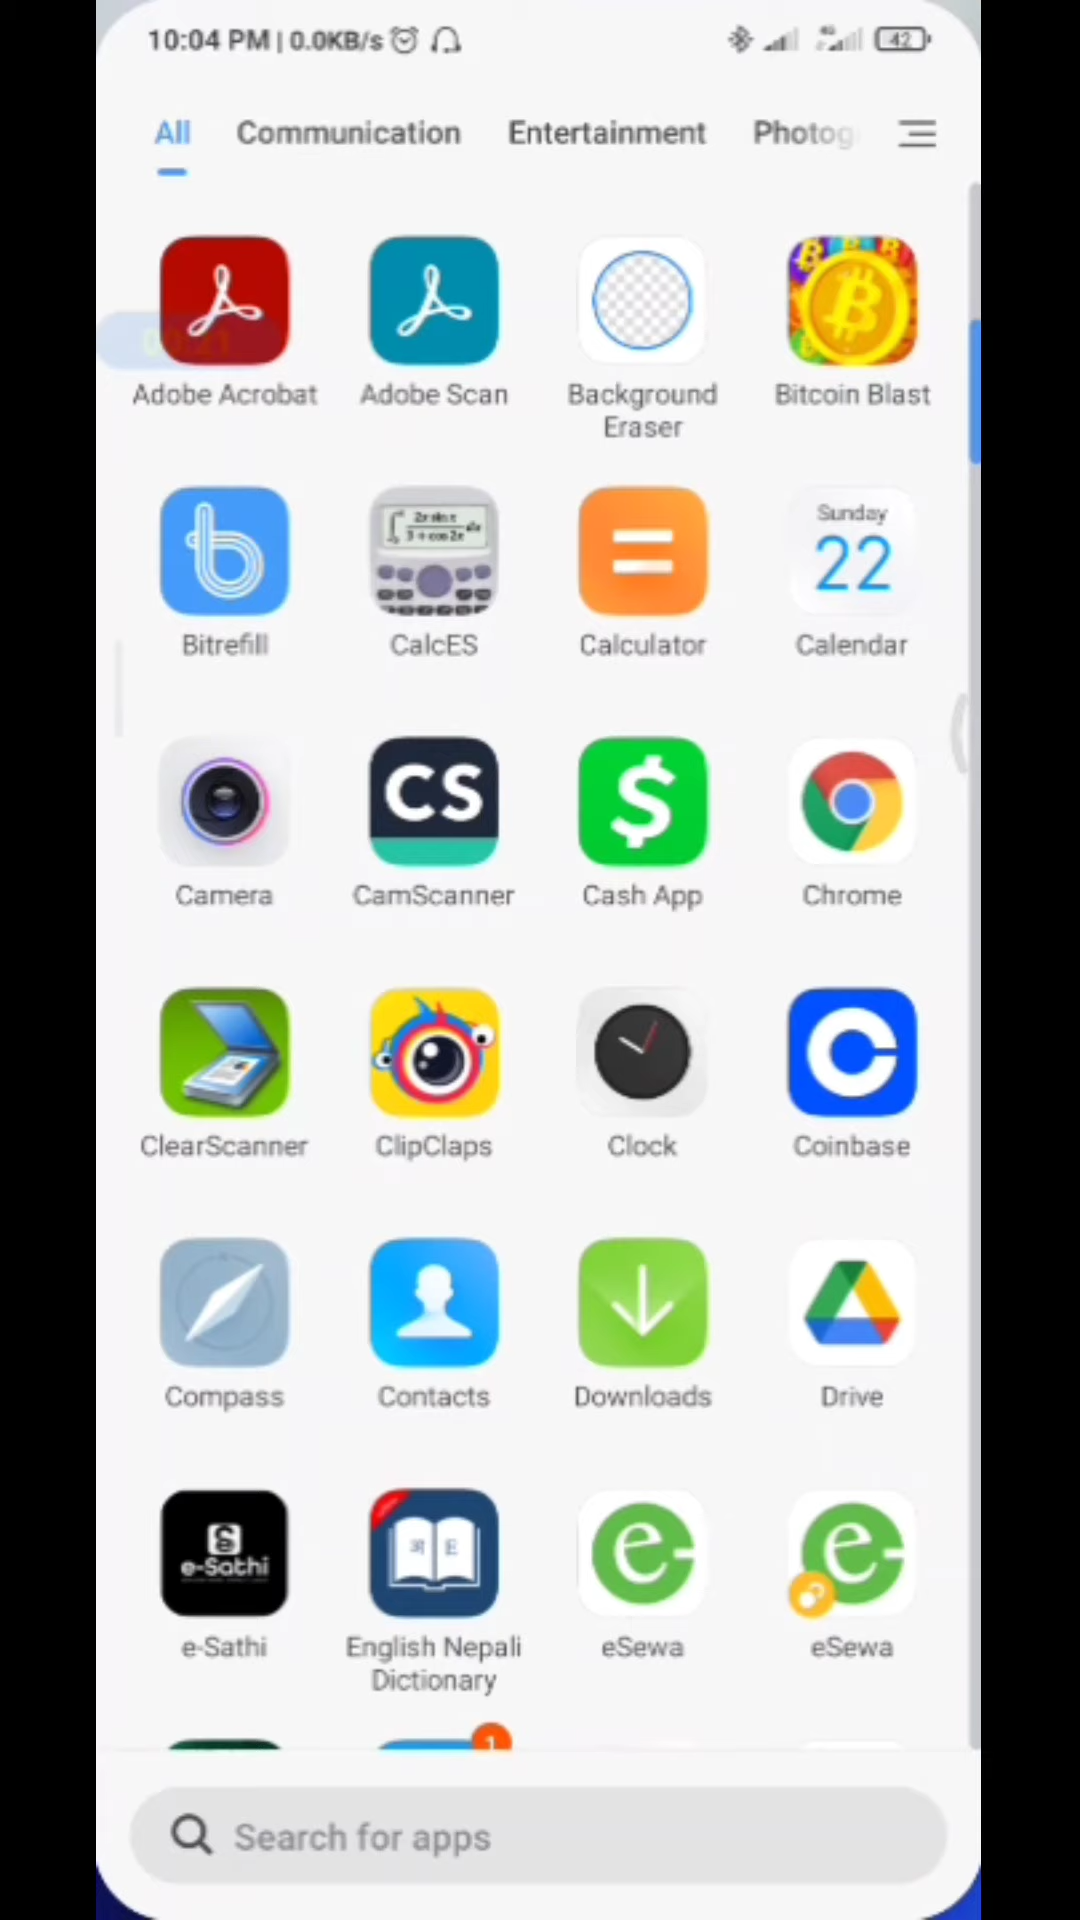 10:04 PM | 0.0KB/s
42
All Communication Entertainment Photog
Adobe Acrobat Adobe Scan Background Eraser Bitcoin Blast
Sunday
22
Bitrefill CalcES Calculator Calendar
CS
$
Camera CamScanner Cash App Chrome
ClearScanner ClipClaps Clock Coinbase
Compass Contacts Downloads Drive
e-Sathi
e-Sathi English Nepali Dictionary eSewa eSewa
1
Search for apps